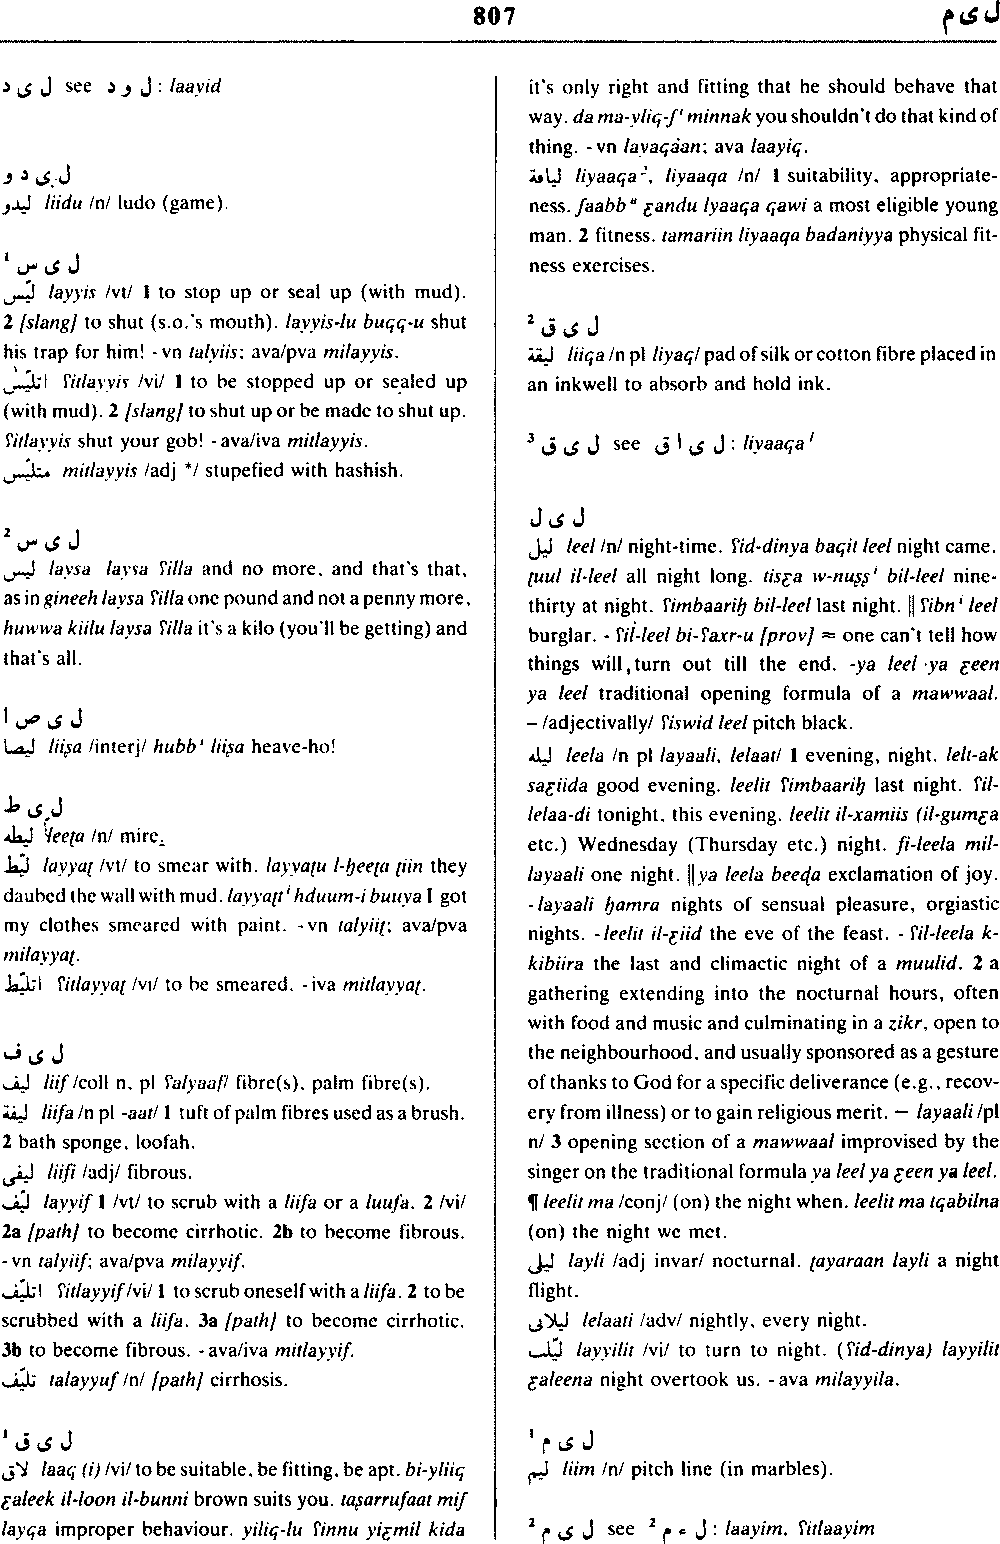 807
ل ی م
ل ی د see ل و د : laayid
ل ی د و
ليدو liidu /n/ ludo (game).
ل ی س ¹
ليّس layyis /vt/ 1 to stop up or seal up (with mud).
2 [slang] to shut (s.o.'s mouth). layyis-lu buqq-u shut
his trap for him! - vn talyiis; ava/pva milayyis.
اتليّس ʕitlayyis /vi/ 1 to be stopped up or sealed up
(with mud). 2 [slang] to shut up or be made to shut up.
ʕitlayyis shut your gob! - ava/iva mitlayyis.
متليّس mitlayyis /adj */ stupefied with hashish.
ل ی س ²
ليس laysa laysa ʕilla and no more, and that's that,
as in gineeh laysa ʕilla one pound and not a penny more,
huwwa kiilu laysa ʕilla it's a kilo (you'll be getting) and
that's all.
ل ی ص ا
ليصا liiṣa /interj/ hubbⁱ liiṣa heave-ho!
ل ی ط
ليطه leeṭa /n/ mire.
ليّط layyaṭ /vt/ to smear with. layyaṭu l-ḥeeṭa ṭiin they
daubed the wall with mud. layyaṭⁱ hduum-i buuya I got
my clothes smeared with paint. - vn talyiiṭ; ava/pva
milayyaṭ.
اتليّط ʕitlayyaṭ /vi/ to be smeared. - iva mitlayyaṭ.
ل ی ف
ليف liif /coll n, pl ʕalyaaf/ fibre(s), palm fibre(s).
ليفة liifa /n pl -aat/ 1 tuft of palm fibres used as a brush.
2 bath sponge, loofah.
ليفى liifi /adj/ fibrous.
ليّف layyif 1 /vt/ to scrub with a liifa or a luufa. 2 /vi/
2a [path] to become cirrhotic. 2b to become fibrous.
- vn talyiif; ava/pva milayyif.
اتليّف ʕitlayyif /vi/ 1 to scrub oneself with a liifa. 2 to be
scrubbed with a liifa. 3a [path] to become cirrhotic.
3b to become fibrous. - ava/iva mitlayyif.
تليّف talayyuf /n/ [path] cirrhosis.
ل ی ق ¹
لاق laaq (i) /vi/ to be suitable, be fitting, be apt. bi-yliiq
ƹaleek il-loon il-bunni brown suits you. taṣarrufaat miʃ
layqa improper behaviour. yiliq-lu ʕinnu yiƹmil kida
it's only right and fitting that he should behave that
way. da ma-yliq-ʃⁱ minnak you shouldn't do that kind of
thing. - vn layaqaan; ava laayiq.
لياقة liyaaqa², liyaaqa /n/ 1 suitability, appropriate-
ness. ʃaabbᵘ ƹandu lyaaqa qawi a most eligible young
man. 2 fitness. tamariin liyaaqa badaniyya physical fit-
ness exercises.
ل ی ق ²
ليقة liiqa /n pl liyaq/ pad of silk or cotton fibre placed in
an inkwell to absorb and hold ink.
ل ی ق ³ see ل ی ا ق : liyaaqa¹
ل ی ل
ليل leel /n/ night-time. ʕid-dinya baqit leel night came.
ṭuul il-leel all night long. tisƹa w-nuṣṣⁱ bil-leel nine-
thirty at night. ʕimbaariḥ bil-leel last night. || ʕibnⁱ leel
burglar. - ʕil-leel bi-ʕaxr-u [prov] ≈ one can't tell how
things will turn out till the end. -ya leel ya ƹeen
ya leel traditional opening formula of a mawwaal.
– /adjectivally/ ʕiswid leel pitch black.
ليله leela /n pl layaali, lelaat/ 1 evening, night. lelt-ak
saƹiida good evening. leelit ʕimbaariḥ last night. ʕil-
lelaa-di tonight, this evening. leelit il-xamiis (il-gumƹa
etc.) Wednesday (Thursday etc.) night. fi-leela mil-
layaali one night. || ya leela beeḍa exclamation of joy.
- layaali ḥamra nights of sensual pleasure, orgiastic
nights. - leelit il-ƹiid the eve of the feast. - ʕil-leela k-
kibiira the last and climactic night of a muulid. 2 a
gathering extending into the nocturnal hours, often
with food and music and culminating in a zikr, open to
the neighbourhood, and usually sponsored as a gesture
of thanks to God for a specific deliverance (e.g., recov-
ery from illness) or to gain religious merit. — layaali /pl
n/ 3 opening section of a mawwaal improvised by the
singer on the traditional formula ya leel ya ƹeen ya leel.
¶ leelit ma /conj/ (on) the night when. leelit ma tqabilna
(on) the night we met.
ليلى layli /adj invar/ nocturnal. ṭayaraan layli a night
flight.
ليلاتى lelaati /adv/ nightly, every night.
ليّلت layyilit /vi/ to turn to night. (ʕid-dinya) layyilit
ƹaleena night overtook us. - ava milayyila.
ل ی م ¹
ليم liim /n/ pitch line (in marbles).
ل ی م ² see ل ء م ² : laayim, ʕitlaayim